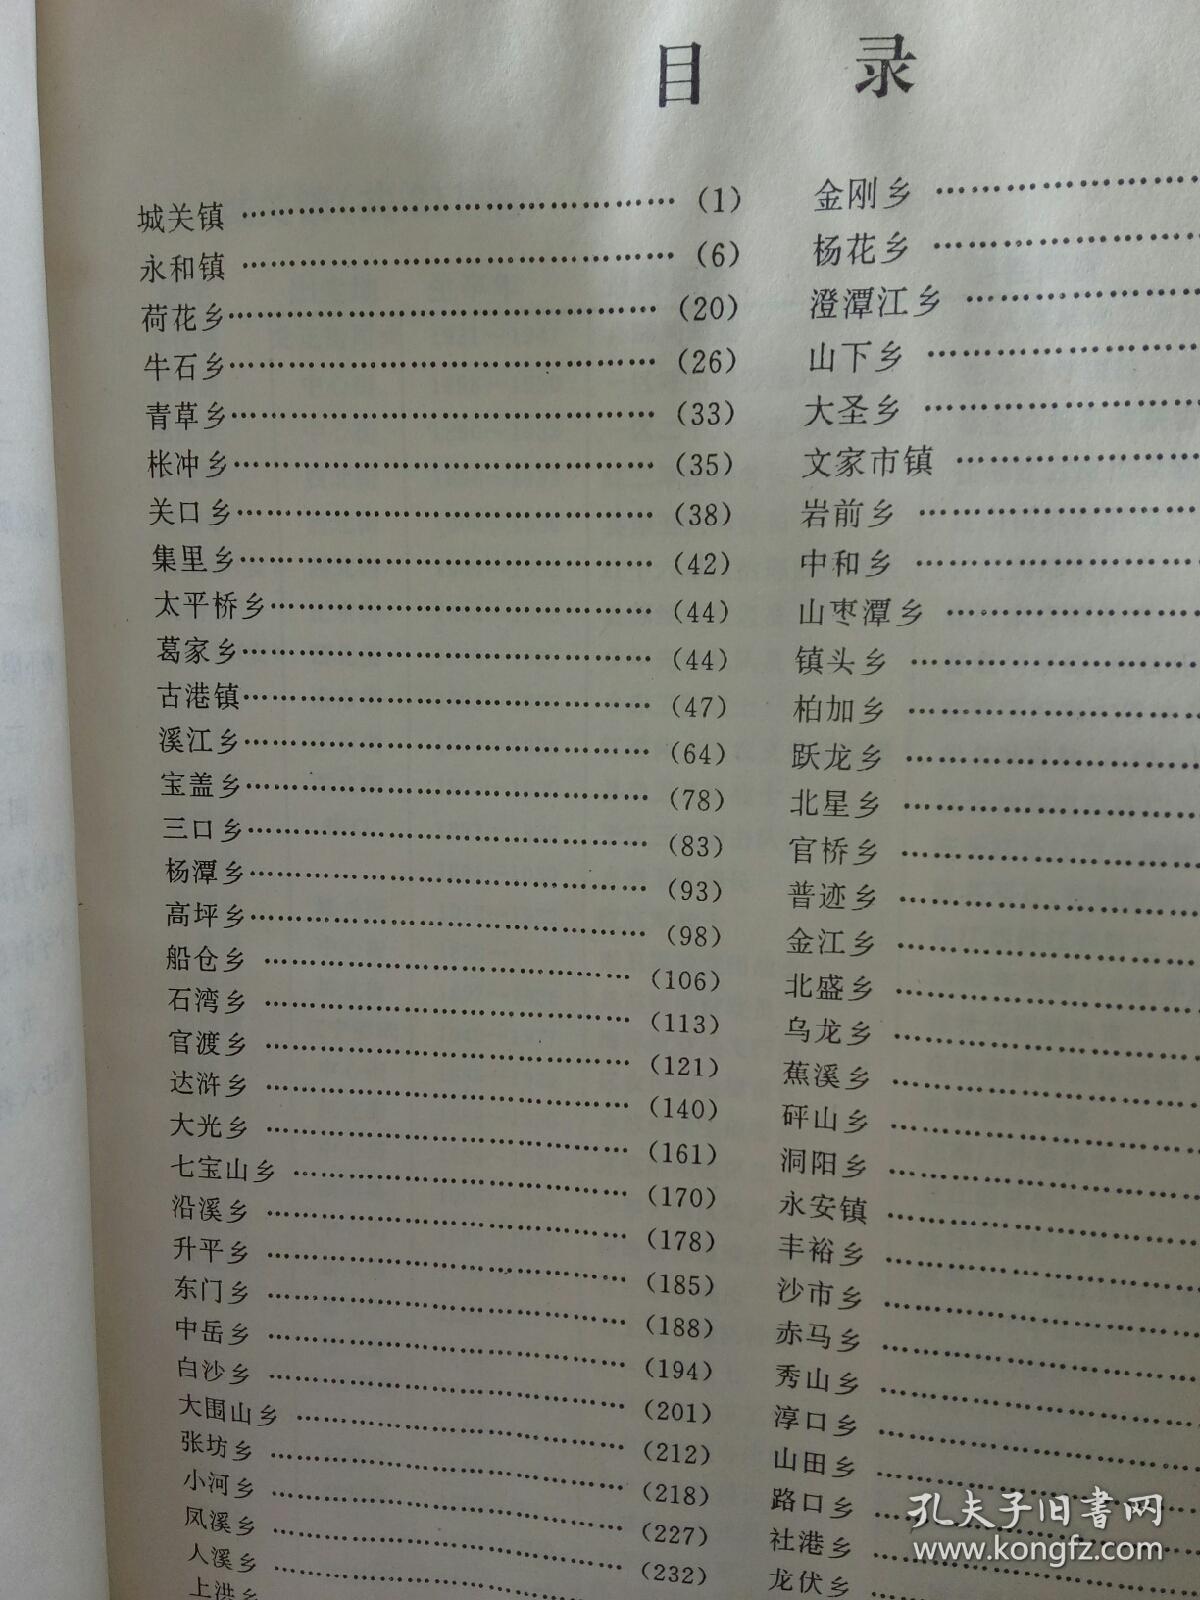 目 录
城关镇 …………………………………… (1)
永和镇 …………………………………… (6)
荷花乡…………………………………… (20)
牛石乡…………………………………… (26)
青草乡…………………………………… (33)
枨冲乡…………………………………… (35)
关口乡…………………………………… (38)
集里乡…………………………………… (42)
太平桥乡………………………………… (44)
葛家乡…………………………………… (44)
古港镇…………………………………… (47)
溪江乡…………………………………… (64)
宝盖乡…………………………………… (78)
三口乡…………………………………… (83)
杨潭乡…………………………………… (93)
高坪乡…………………………………… (98)
船仓乡 ………………………………… (106)
石湾乡 ………………………………… (113)
官渡乡 ………………………………… (121)
达浒乡 ………………………………… (140)
大光乡 ………………………………… (161)
七宝山乡 ……………………………… (170)
沿溪乡 ………………………………… (178)
升平乡 ………………………………… (185)
东门乡 ………………………………… (188)
中岳乡 ………………………………… (194)
白沙乡 ………………………………… (201)
大围山乡 ……………………………… (212)
张坊乡 ………………………………… (218)
小河乡 ………………………………… (227)
凤溪乡 ………………………………… (232)
人溪乡 …………………………………
上洪乡
金刚乡 ……………………
杨花乡 ……………………
澄潭江乡 …………………
山下乡 ……………………
大圣乡 ……………………
文家市镇 …………………
岩前乡 ……………………
中和乡 ……………………
山枣潭乡 …………………
镇头乡 ……………………
柏加乡 ……………………
跃龙乡 ……………………
北星乡 ……………………
官桥乡 ……………………
普迹乡 ……………………
金江乡 ……………………
北盛乡 ……………………
乌龙乡 ……………………
蕉溪乡 ……………………
砰山乡 ……………………
洞阳乡 ……………………
永安镇 ……………………
丰裕乡 ……………………
沙市乡 ……………………
赤马乡 ……………………
秀山乡 ……………………
淳口乡 ……………………
山田乡 ……………………
路口乡 ……………………
社港乡 ……………………
龙伏乡 ……………………
孔夫子旧書网
www.kongfz.com